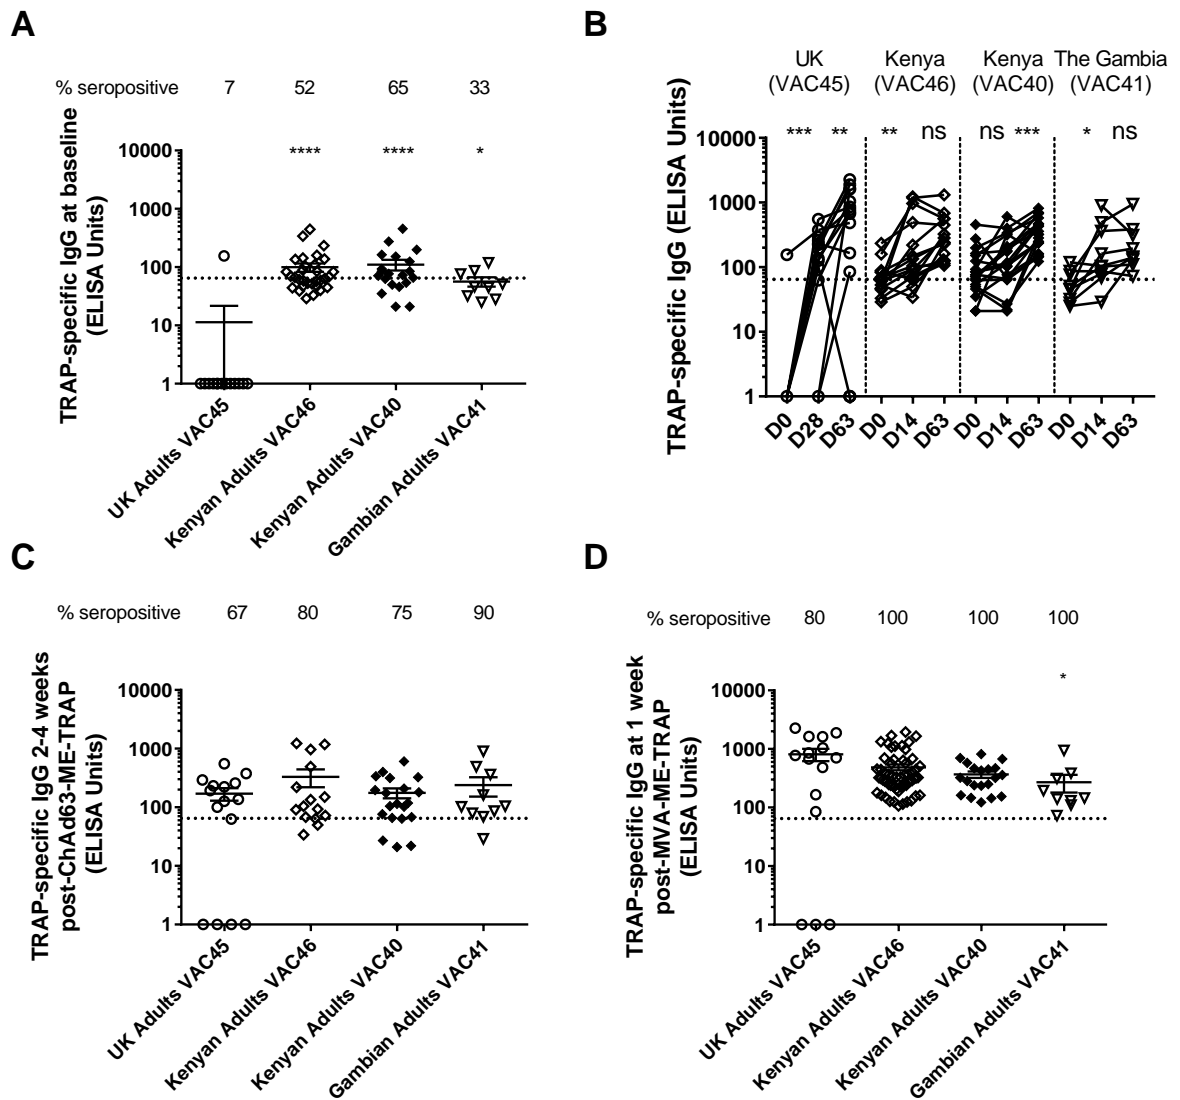 A
% seropositive 7 52 65 33
TRAP-specific IgG at baseline
(ELISA Units)
10000
1000
100
10
1
**** **** *
UK Adults VAC45
Kenyan Adults VAC46
Kenyan Adults VAC40
Gambian Adults VAC41
B
UK Kenya Kenya The Gambia
(VAC45) (VAC46) (VAC40) (VAC41)
*** ** ** ns ns *** * ns
TRAP-specific IgG (ELISA Units)
10000
1000
100
10
1
D0 D28 D63 D0 D14 D63 D0 D14 D63 D0 D14 D63
C
% seropositive 67 80 75 90
TRAP-specific IgG 2-4 weeks
post-ChAd63-ME-TRAP
(ELISA Units)
10000
1000
100
10
1
UK Adults VAC45
Kenyan Adults VAC46
Kenyan Adults VAC40
Gambian Adults VAC41
D
% seropositive 80 100 100 100
*
TRAP-specific IgG at 1 week
post-MVA-ME-TRAP
(ELISA Units)
10000
1000
100
10
1
UK Adults VAC45
Kenyan Adults VAC46
Kenyan Adults VAC40
Gambian Adults VAC41